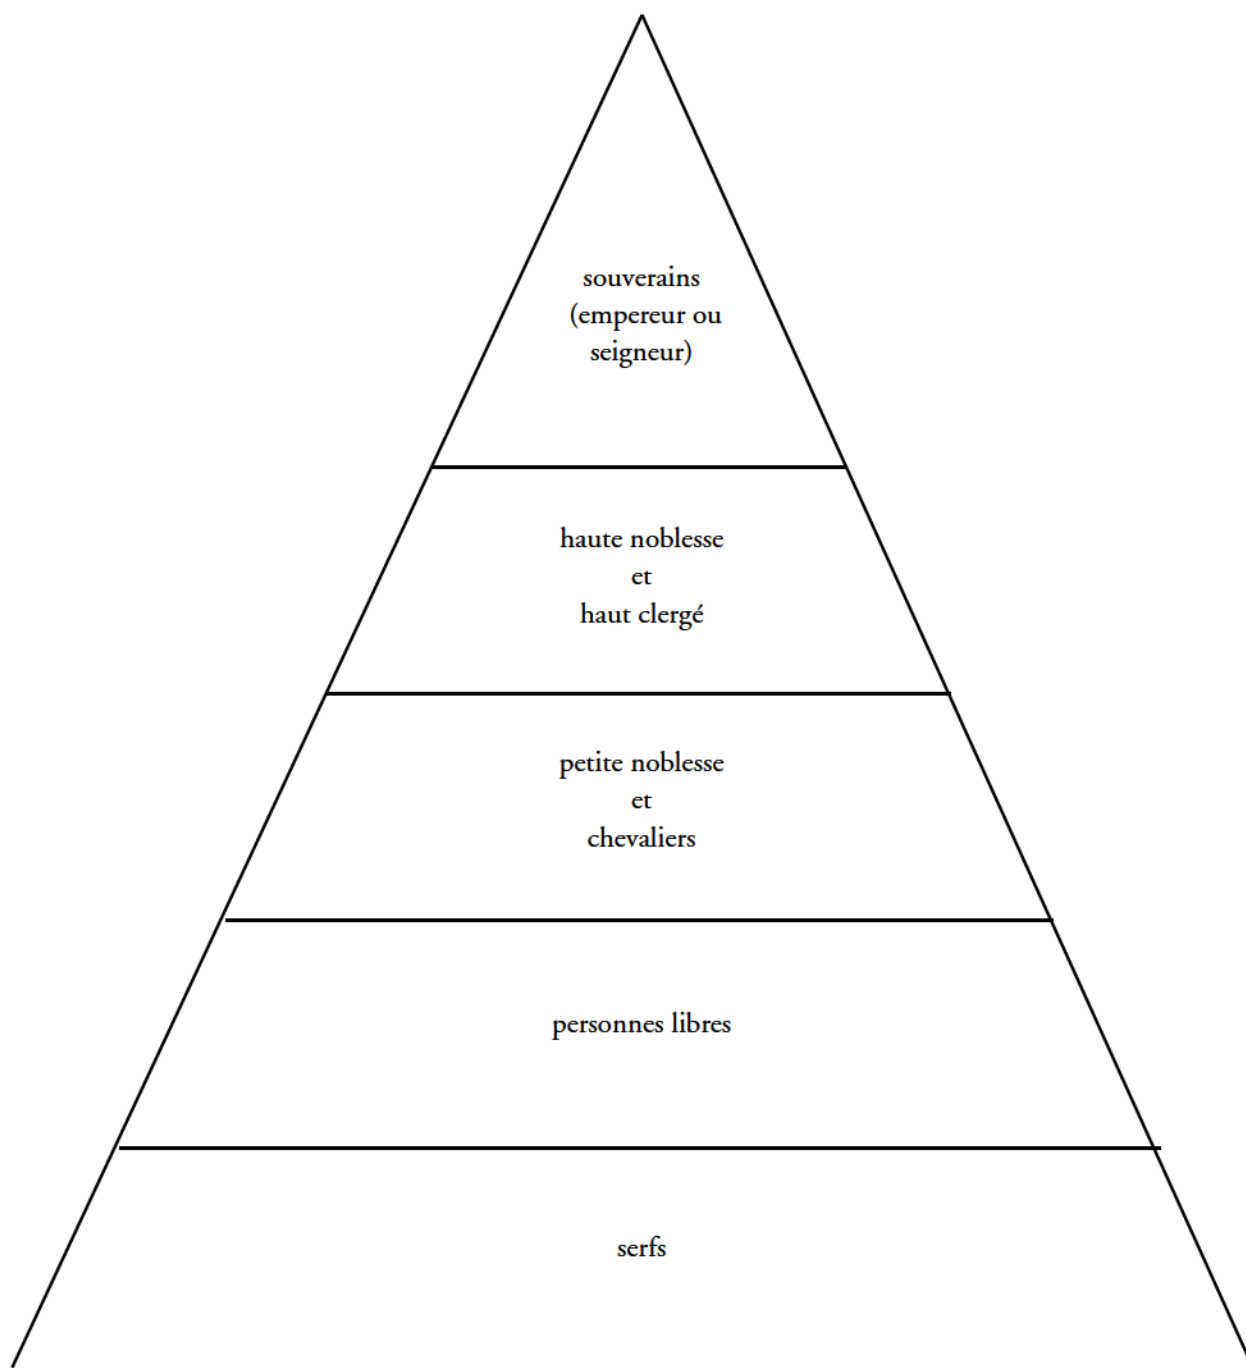 souverains
(empereur ou
seigneur)
haute noblesse
et
haut clergé
petite noblesse
et
chevaliers
personnes libres
serfs